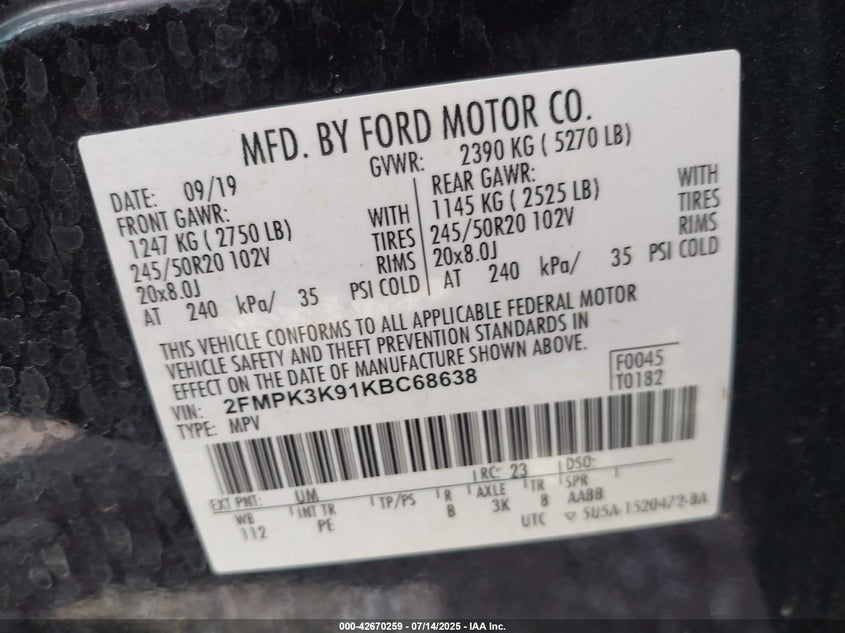 MFD. BY FORD MOTOR CO.
DATE: 09/19 GVWR: 2390 KG ( 5270 LB)
FRONT GAWR: REAR GAWR:
1247 KG ( 2750 LB) WITH 1145 KG ( 2525 LB) WITH
245/50R20 102V TIRES 245/50R20 102V TIRES
20x8.0J RIMS 20x8.0J RIMS
AT 240 kPa/ 35 PSI COLD AT 240 kPa/ 35 PSI COLD
THIS VEHICLE CONFORMS TO ALL APPLICABLE FEDERAL MOTOR
VEHICLE SAFETY AND THEFT PREVENTION STANDARDS IN
EFFECT ON THE DATE OF MANUFACTURE SHOWN ABOVE.
VIN: 2FMPK3K91KBC68638 F0045
TYPE: MPV T0182
EXT PNT: UM RC: 23 DSO:
WB INT TR TP/PS R AXLE TR SPR
112 PE B 3K 8 AABB
UTC ▽ 5U5A-1520472-BA
000-42670259 - 07/14/2025 - IAA Inc.